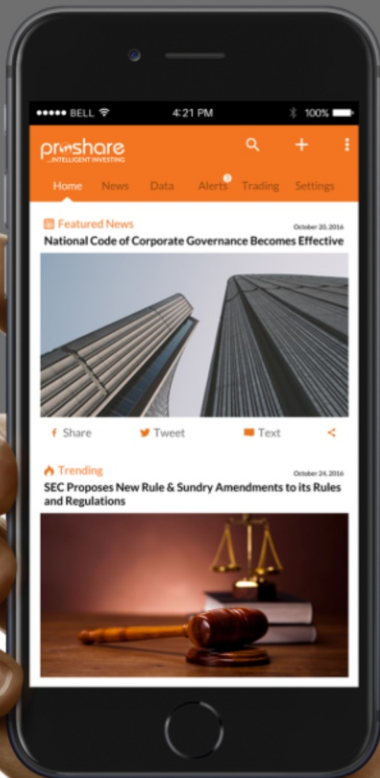 BELL 4:21 PM 100%
proshare
...INTELLIGENT INVESTING
Home News Data Alerts Trading Settings
Featured News October 20, 2016
National Code of Corporate Governance Becomes Effective
Share Tweet Text
Trending October 24, 2016
SEC Proposes New Rule & Sundry Amendments to its Rules
and Regulations